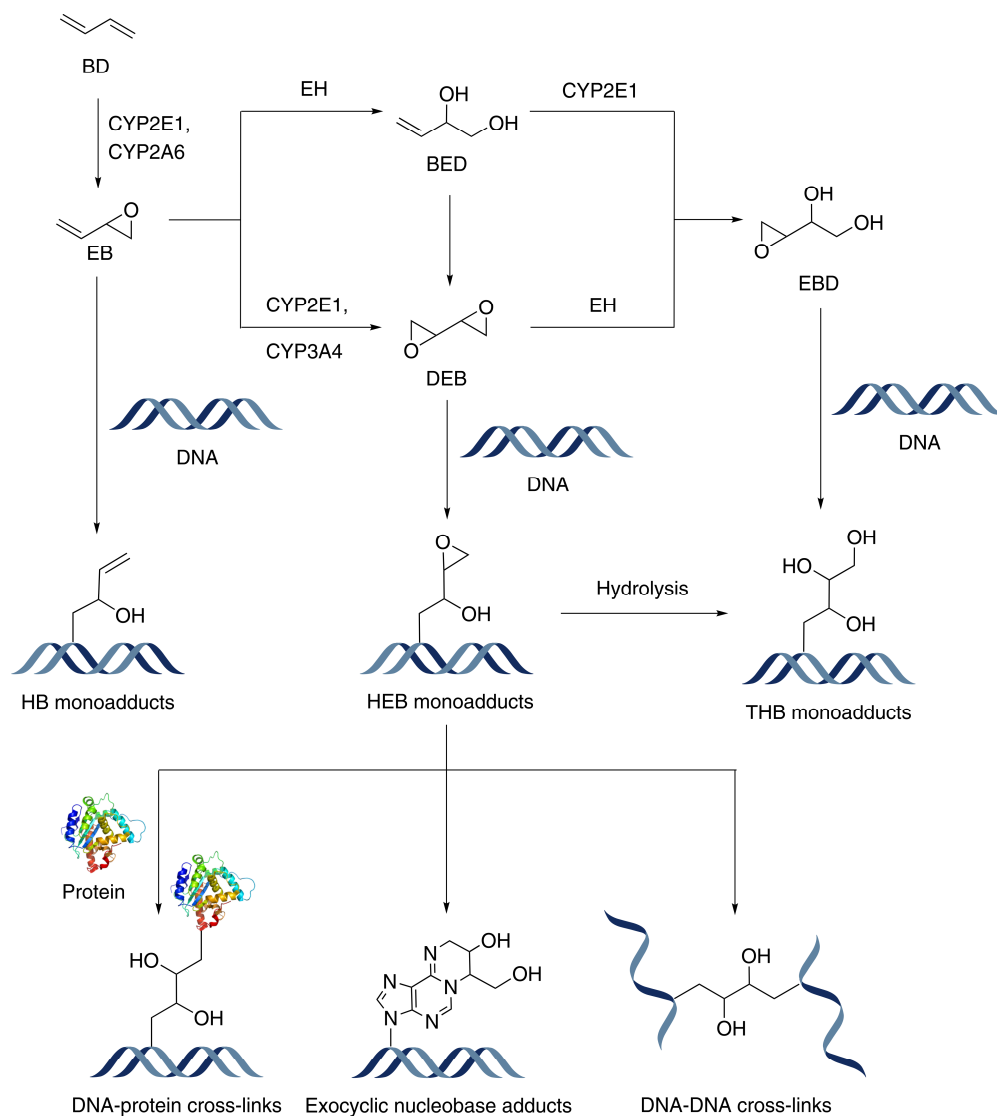 BD
CYP2E1,
CYP2A6
EH
OH
OH
BED
CYP2E1
O
EB
OH
OH
O
EBD
CYP2E1,
CYP3A4
O
O
DEB
EH
DNA
DNA
DNA
OH
HB monoadducts
O
OH
HEB monoadducts
Hydrolysis
OH
HO
OH
THB monoadducts
Protein
HO
OH
DNA-protein cross-links
N
OH
N
N
OH
N
N
Exocyclic nucleobase adducts
OH
OH
DNA-DNA cross-links